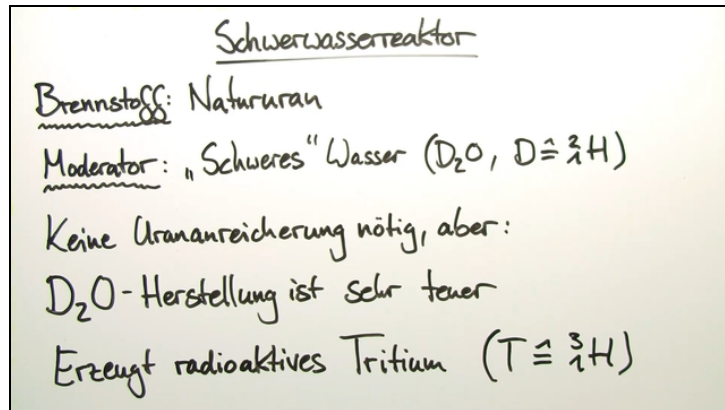 Schwerwasserreaktor
Brennstoff: Natururan
Moderator: „Schweres“ Wasser (D₂O, D ≙ ²₁H)
Keine Urananreicherung nötig, aber:
D₂O-Herstellung ist sehr teuer
Erzeugt radioaktives Tritium (T ≙ ³₁H)